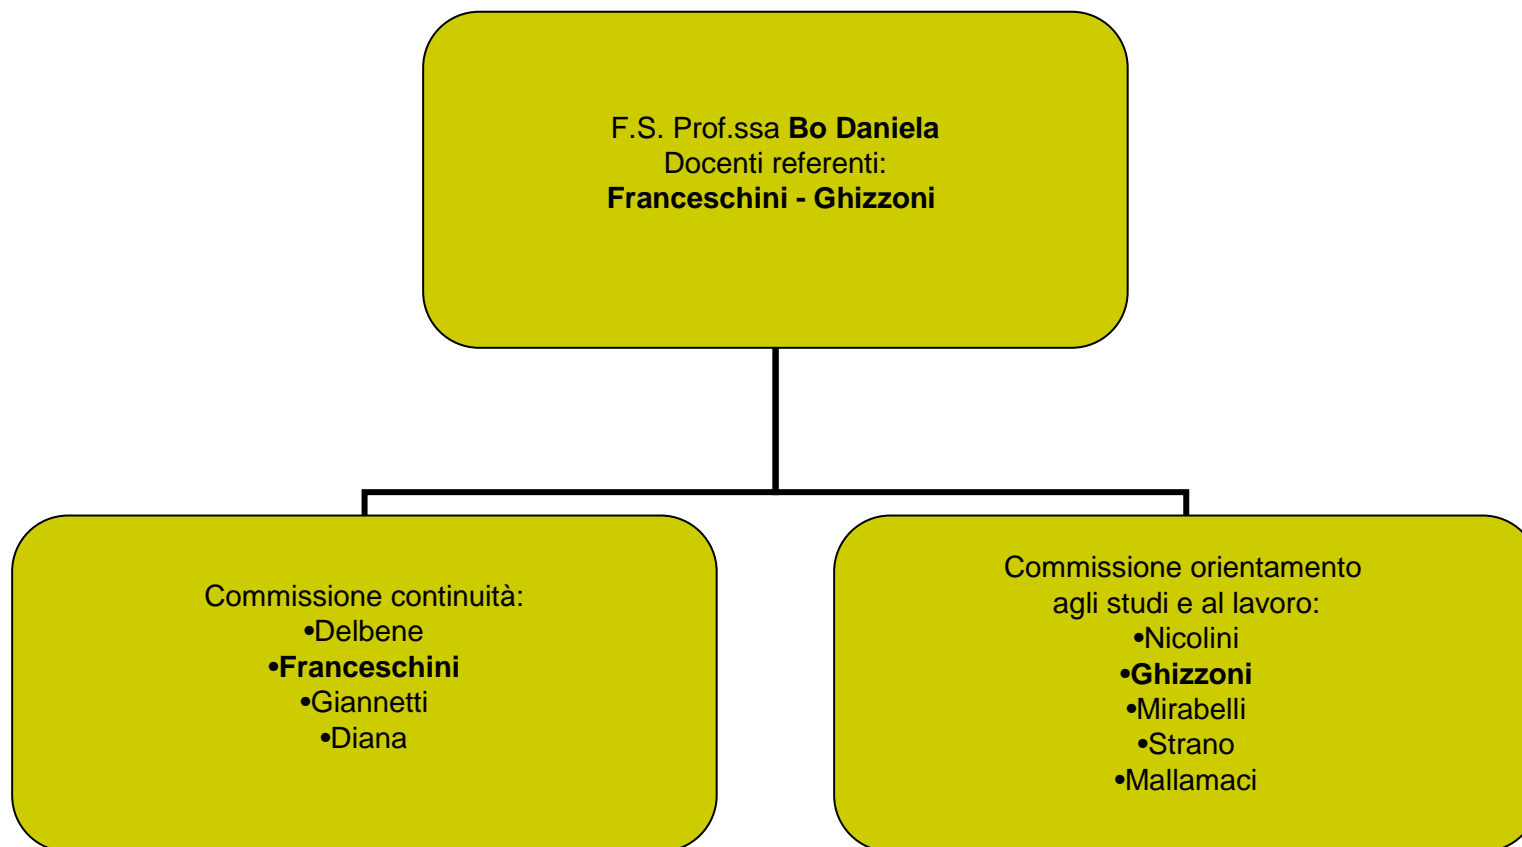 F.S. Prof.ssa Bo Daniela
Docenti referenti:
Franceschini - Ghizzoni
Commissione continuità:
•Delbene
•Franceschini
•Giannetti
•Diana
Commissione orientamento
agli studi e al lavoro:
•Nicolini
•Ghizzoni
•Mirabelli
•Strano
•Mallamaci